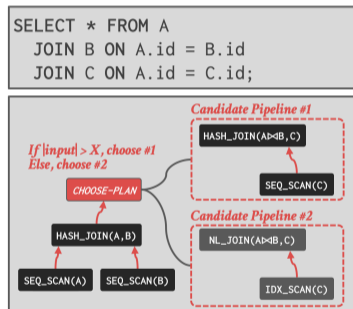 SELECT * FROM A
JOIN B ON A.id = B.id
JOIN C ON A.id = C.id;
Candidate Pipeline #1
HASH_JOIN(A⨝B,C)
SEQ_SCAN(C)
If |input| > X, choose #1
Else, choose #2
CHOOSE-PLAN
HASH_JOIN(A,B)
SEQ_SCAN(A)
SEQ_SCAN(B)
Candidate Pipeline #2
NL_JOIN(A⨝B,C)
IDX_SCAN(C)